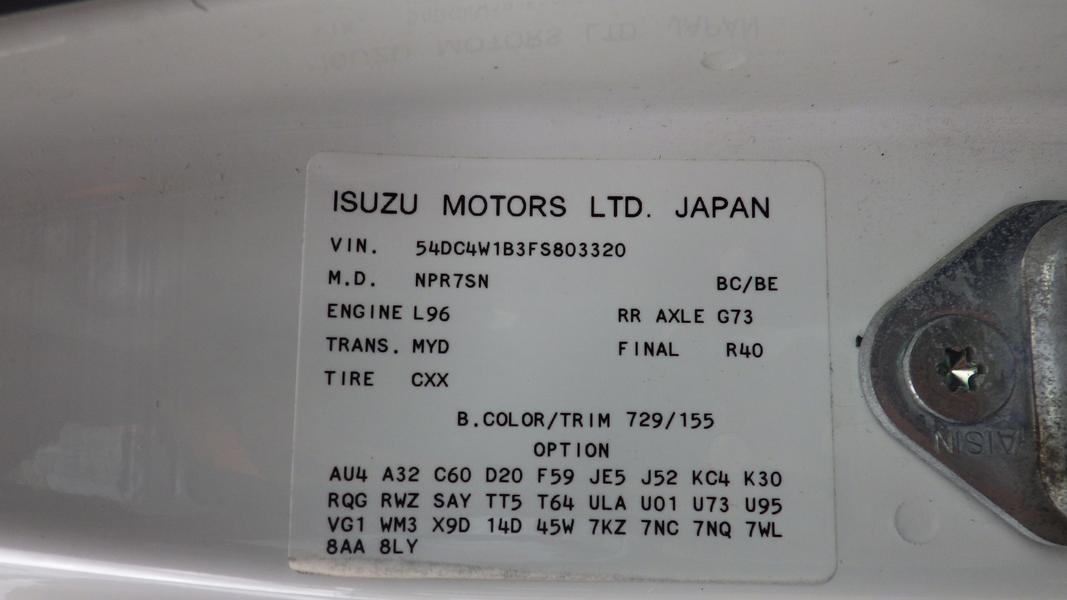 ISUZU MOTORS LTD. JAPAN
VIN. 54DC4W1B3FS803320
M.D. NPR7SN BC/BE
ENGINE L96 RR AXLE G73
TRANS. MYD FINAL R40
TIRE CXX
B.COLOR/TRIM 729/155
OPTION
AU4 A32 C60 D20 F59 JE5 J52 KC4 K30
RQG RWZ SAY TT5 T64 ULA U01 U73 U95
VG1 WM3 X9D 14D 45W 7KZ 7NC 7NQ 7WL
8AA 8LY
AISIN